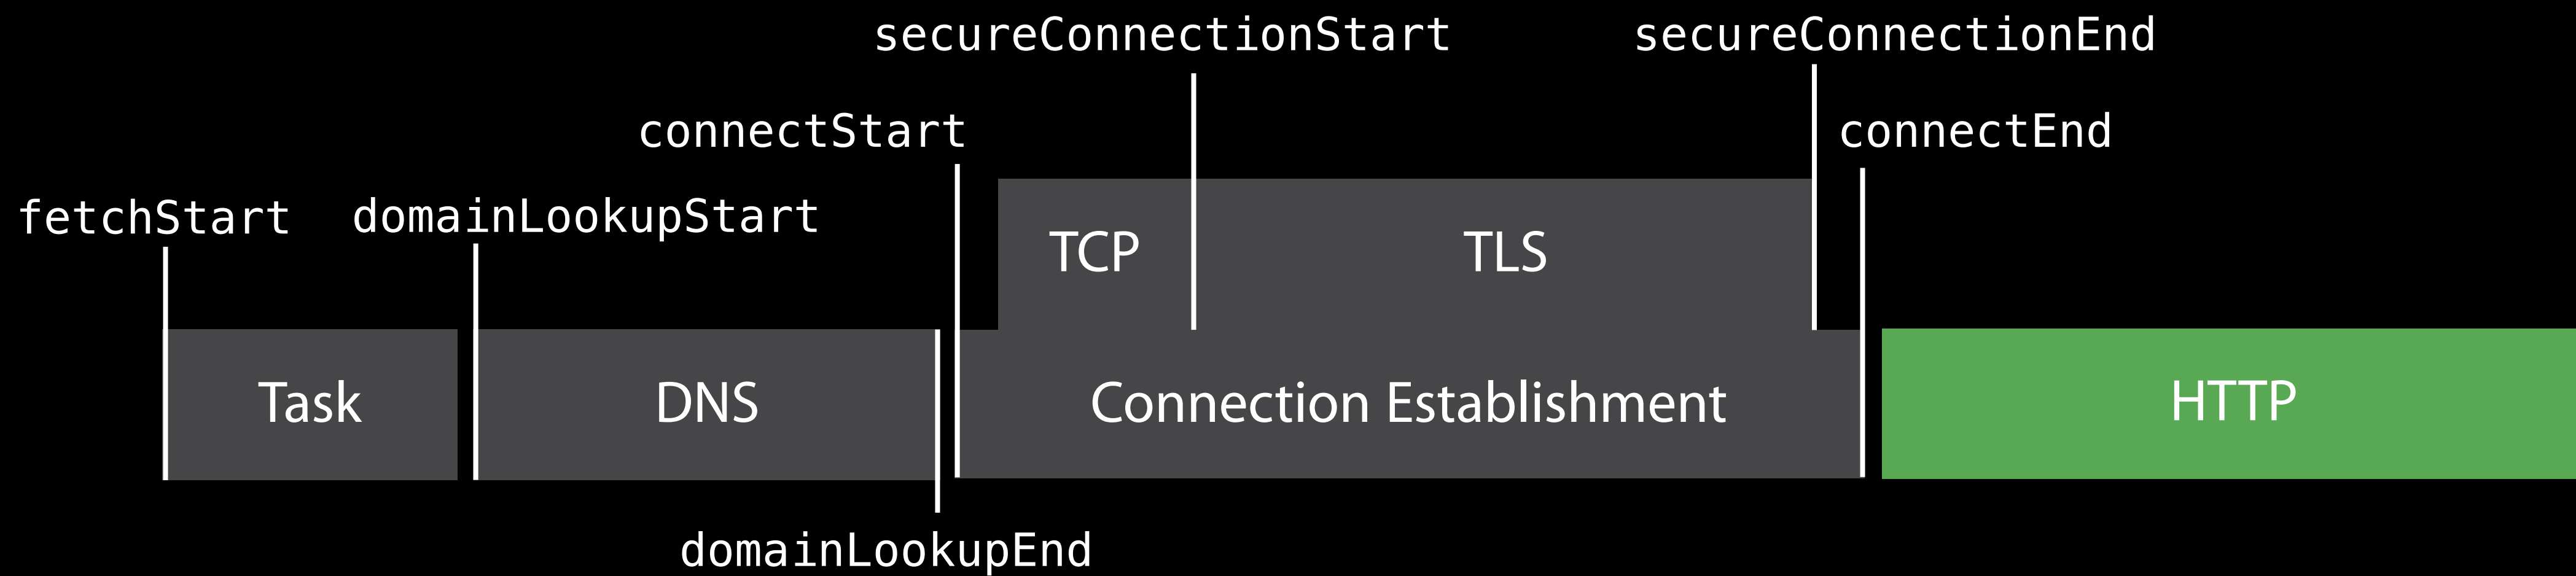 secureConnectionStart
secureConnectionEnd
connectStart
connectEnd
fetchStart
domainLookupStart
TCP
TLS
Task
DNS
Connection Establishment
HTTP
domainLookupEnd